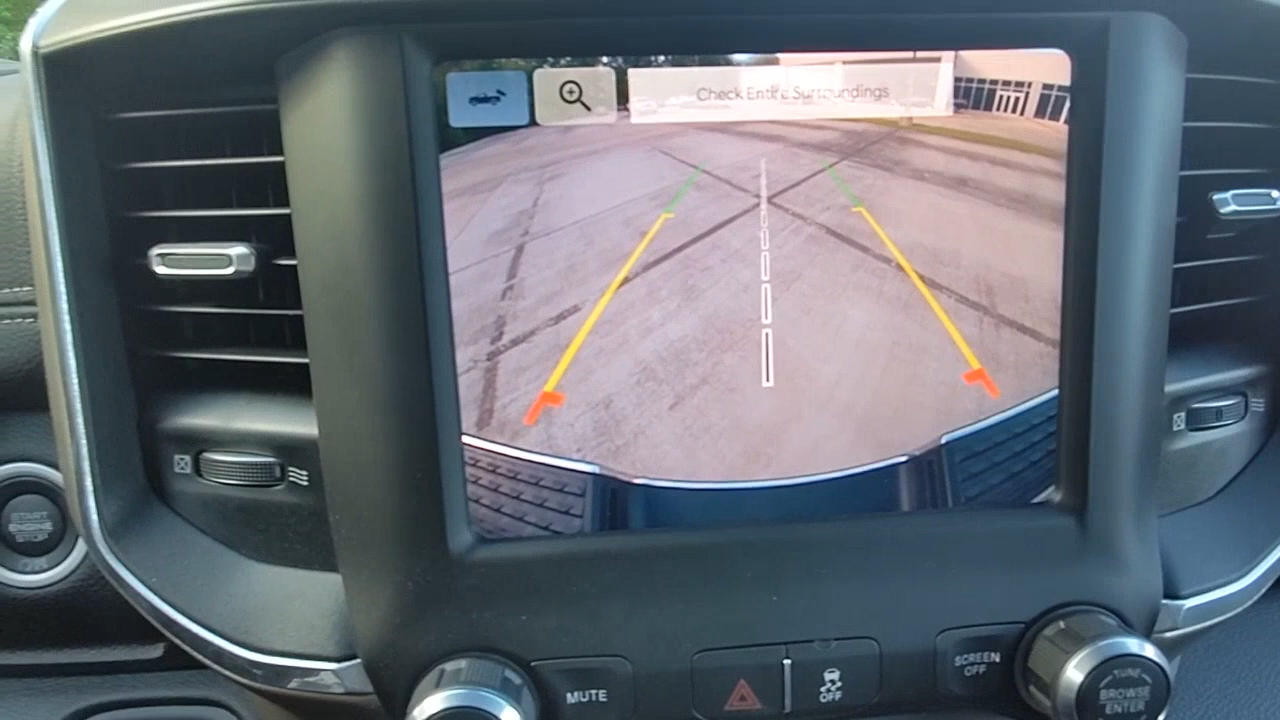 Check Entire Surroundings
START
ENGINE
STOP
MUTE
OFF
SCREEN
OFF
TUNE
BROWSE
ENTER